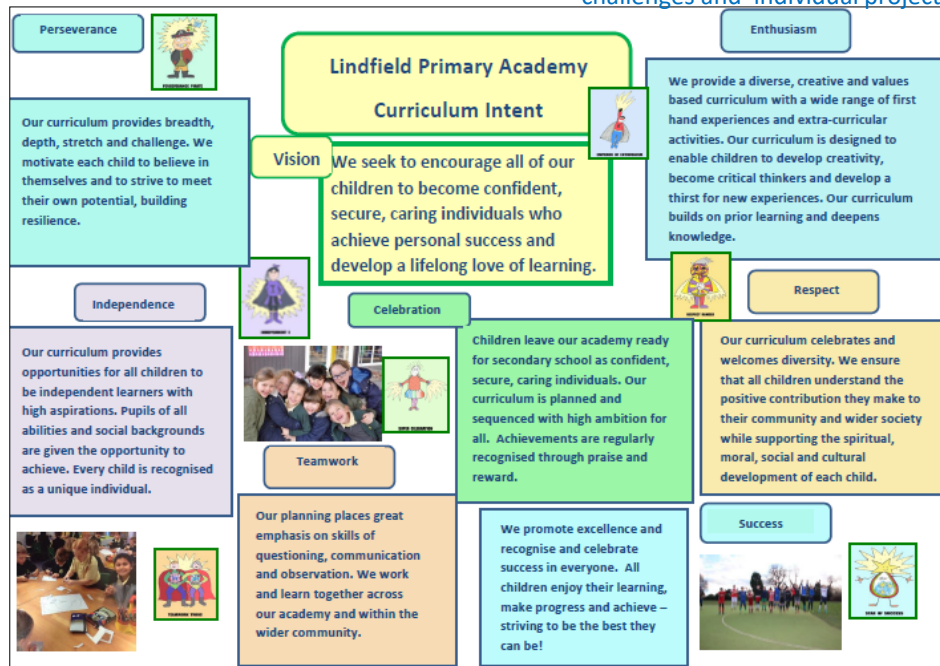 challenges and individual project
Perseverance
Enthusiasm
Lindfield Primary Academy
Curriculum Intent
Our curriculum provides breadth,
depth, stretch and challenge. We
motivate each child to believe in
themselves and to strive to meet
their own potential, building
resilience.
Vision
We seek to encourage all of our
children to become confident,
secure, caring individuals who
achieve personal success and
develop a lifelong love of learning.
We provide a diverse, creative and values
based curriculum with a wide range of first
hand experiences and extra-curricular
activities. Our curriculum is designed to
enable children to develop creativity,
become critical thinkers and develop a
thirst for new experiences. Our curriculum
builds on prior learning and deepens
knowledge.
Independence
Celebration
Respect
Our curriculum provides
opportunities for all children to
be independent learners with
high aspirations. Pupils of all
abilities and social backgrounds
are given the opportunity to
achieve. Every child is recognised
as a unique individual.
Children leave our academy ready
for secondary school as confident,
secure, caring individuals. Our
curriculum is planned and
sequenced with high ambition for
all. Achievements are regularly
recognised through praise and
reward.
Our curriculum celebrates and
welcomes diversity. We ensure
that all children understand the
positive contribution they make to
their community and wider society
while supporting the spiritual,
moral, social and cultural
development of each child.
Teamwork
Our planning places great
emphasis on skills of
questioning, communication
and observation. We work
and learn together across
our academy and within the
wider community.
We promote excellence and
recognise and celebrate
success in everyone. All
children enjoy their learning,
make progress and achieve –
striving to be the best they
can be!
Success